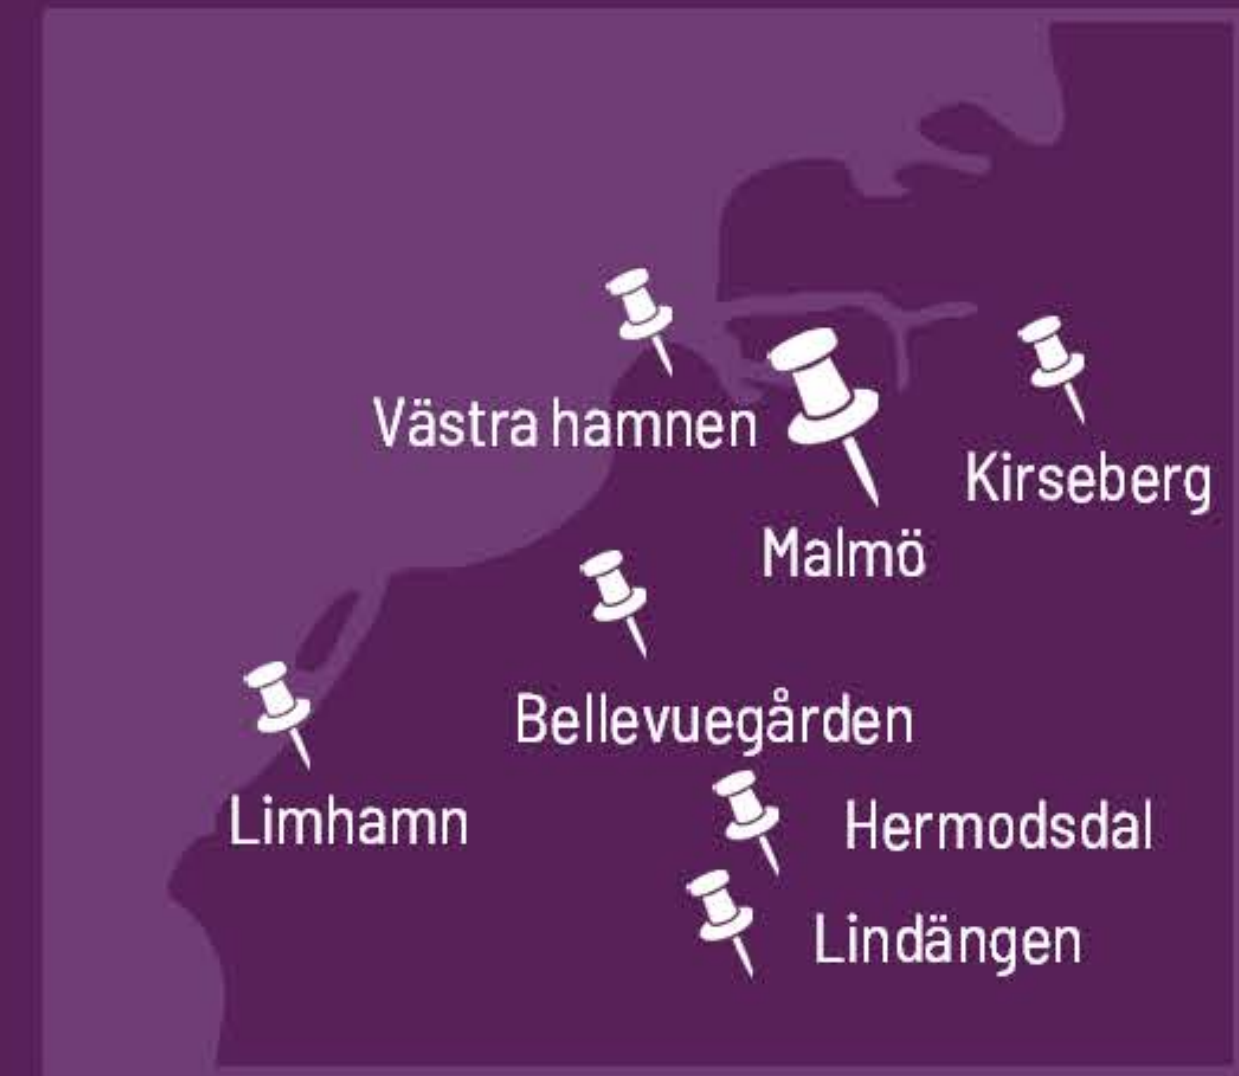 Västra hamnen
Kirseberg
Malmö
Bellevuegården
Limhamn
Hermodsdal
Lindängen